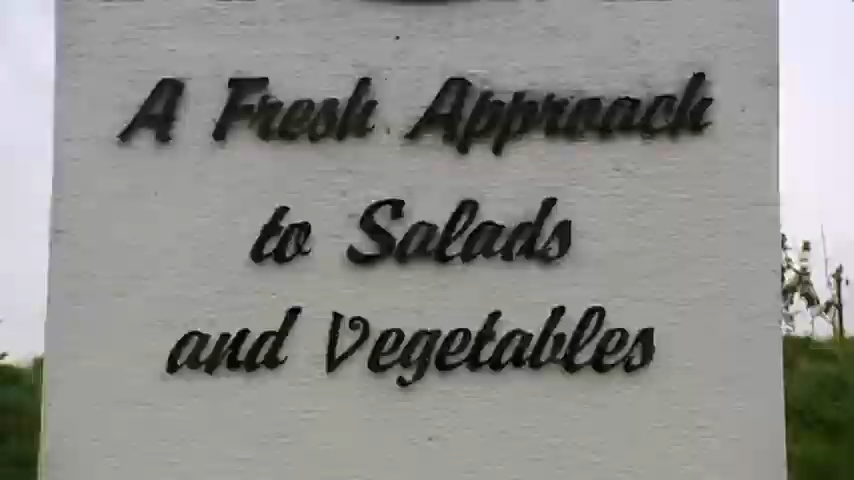 A Fresh Approach
to Salads
and Vegetables